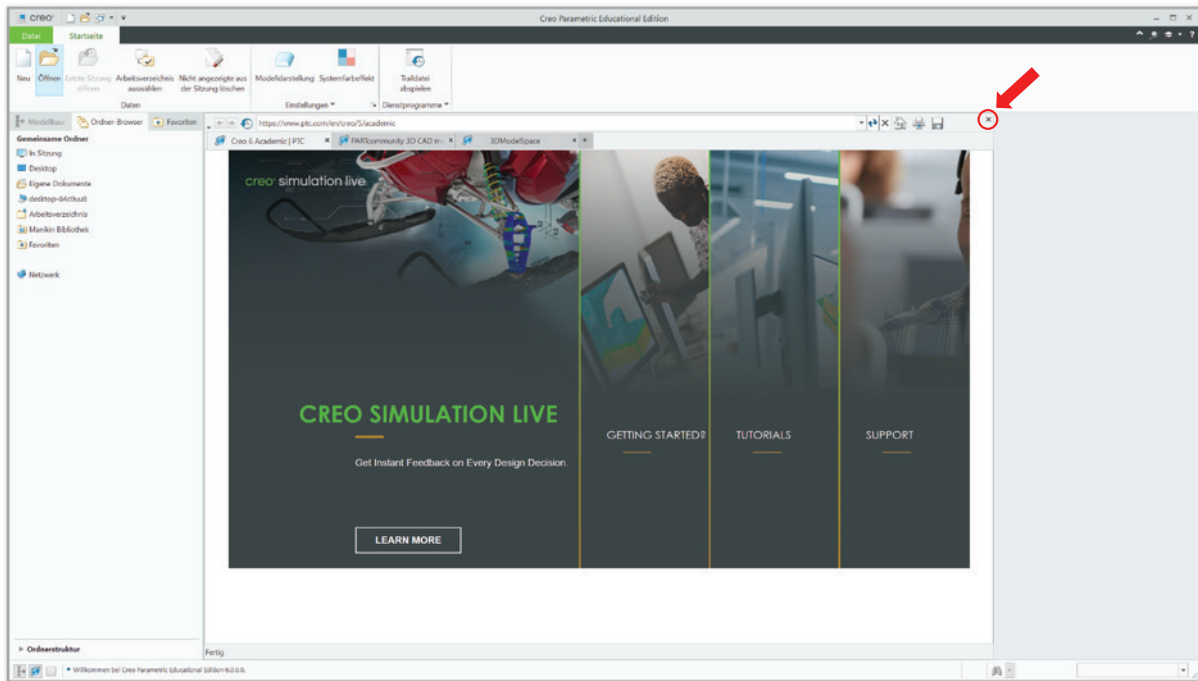 creo
Creo Parametric Educational Edition
Datei
Startseite
Neu
Öffnen
Letzte Sitzung
öffnen
Arbeitsverzeichnis
auswählen
Nicht angezeigte aus
der Sitzung löschen
Modelldarstellung
Systemfarbeffekt
Traildatei
abspielen
Daten
Einstellungen
Dienstprogramme
Modellbau
Ordner-Browser
Favoriten
https://www.ptc.com/en/creo/5/academic
Gemeinsame Ordner
Creo 6 Academic | PTC
PARTcommunity 3D CAD m
3DModelSpace
In Sitzung
Desktop
Eigene Dokumente
Arbeitsverzeichnis
Manikin Bibliothek
Favoriten
Netzwerk
creo simulation live
CREO SIMULATION LIVE
Get Instant Feedback on Every Design Decision.
LEARN MORE
GETTING STARTED?
TUTORIALS
SUPPORT
Ordnerstruktur
Fertig
Willkommen bei Creo Parametric Educational Edition 6.0.0.0.